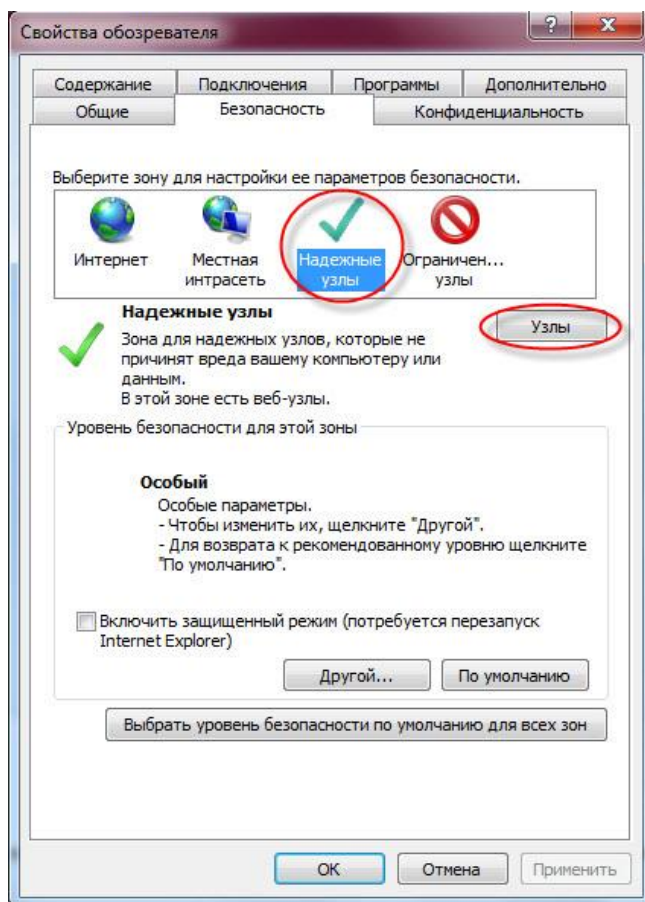 Свойства обозревателя
Содержание Подключения Программы Дополнительно
Общие Безопасность Конфиденциальность
Выберите зону для настройки ее параметров безопасности.
Интернет Местная интрасеть Надежные узлы Ограничен... узлы
Надежные узлы
Узлы
Зона для надежных узлов, которые не
причинят вреда вашему компьютеру или
данным.
В этой зоне есть веб-узлы.
Уровень безопасности для этой зоны
Особый
Особые параметры.
- Чтобы изменить их, щелкните "Другой".
- Для возврата к рекомендованному уровню щелкните
"По умолчанию".
Включить защищенный режим (потребуется перезапуск
Internet Explorer)
Другой... По умолчанию
Выбрать уровень безопасности по умолчанию для всех зон
ОК Отмена Применить